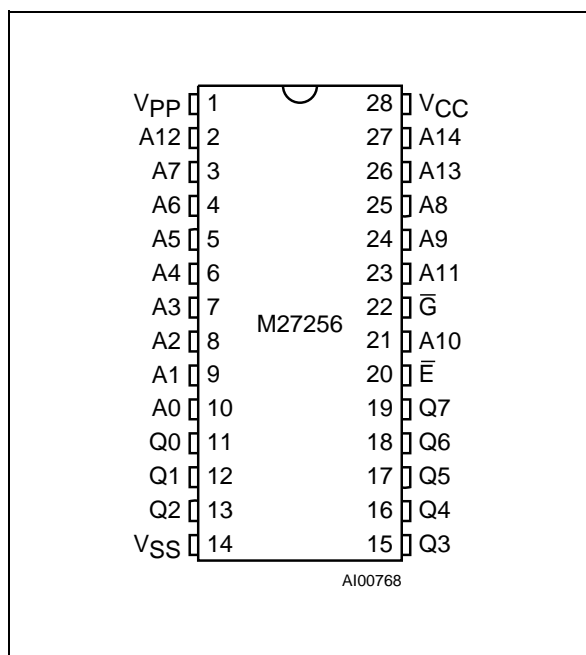 VPP 1 28 VCC
A12 2 27 A14
A7 3 26 A13
A6 4 25 A8
A5 5 24 A9
A4 6 23 A11
A3 7 22 G̅
M27256
A2 8 21 A10
A1 9 20 E̅
A0 10 19 Q7
Q0 11 18 Q6
Q1 12 17 Q5
Q2 13 16 Q4
VSS 14 15 Q3
AI00768